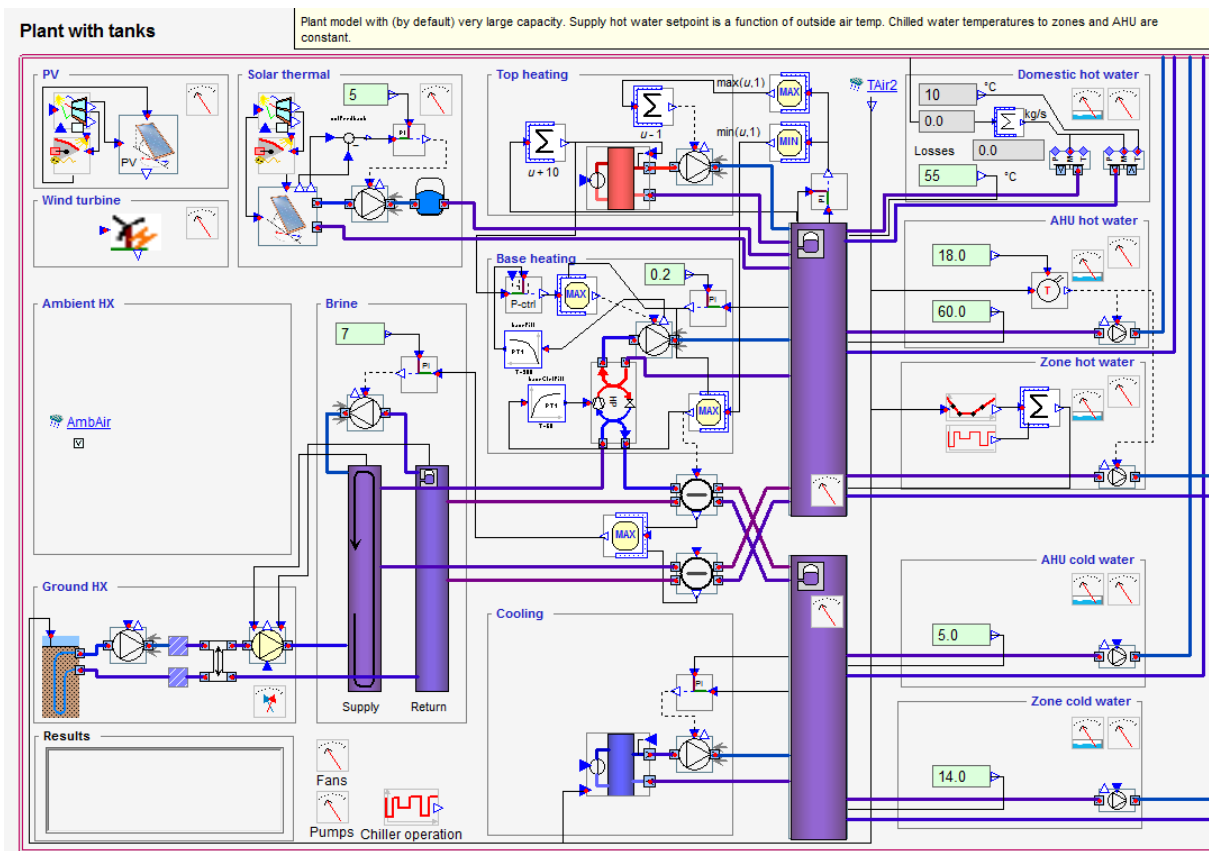 Plant with tanks
Plant model with (by default) very large capacity. Supply hot water setpoint is a function of outside air temp. Chilled water temperatures to zones and AHU are
constant.
PV
PV
Wind turbine
Solar thermal
5
PI
Top heating
max(u,1)
MAX
min(u,1)
MIN
Σ
u - 1
Σ
u + 10
PI
TAir2
Domestic hot water
10
°C
0.0
Σ
kg/s
Losses
0.0
55
°C
P
M
T
P
M
T
AHU hot water
18.0
T
60.0
Zone hot water
Σ
Base heating
0.2
PI
P-ctrl
MAX
PT1
PT1
HP
MAX
Ambient HX
AmbAir
V
Brine
7
PI
MAX
Supply
Return
Ground HX
AHU cold water
5.0
Cooling
PI
Zone cold water
14.0
Results
Fans
Pumps
Chiller operation